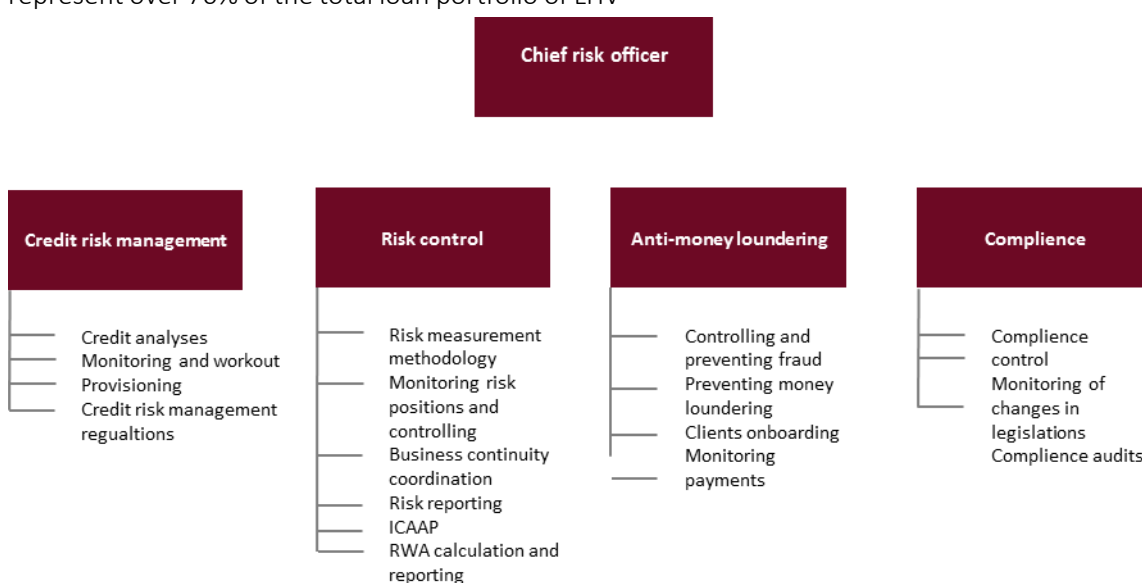 Chief risk officer
Credit risk management
Risk control
Anti-money loundering
Complience
Credit analyses
Monitoring and workout
Provisioning
Credit risk management
regualtions
Risk measurement
methodology
Monitoring risk
positions and
controlling
Business continuity
coordination
Risk reporting
ICAAP
RWA calculation and
reporting
Controlling and
preventing fraud
Preventing money
loundering
Clients onboarding
Monitoring
payments
Complience
control
Monitoring of
changes in
legislations
Complience audits